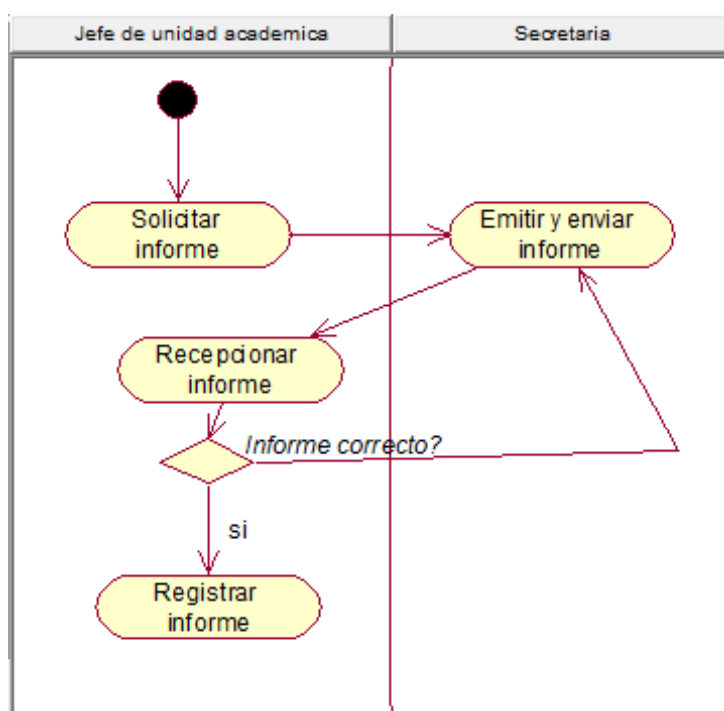 Jefe de unidad academica
Secretaria
Solicitar
informe
Emitir y enviar
informe
Recepcionar
informe
Informe correcto?
si
Registrar
informe